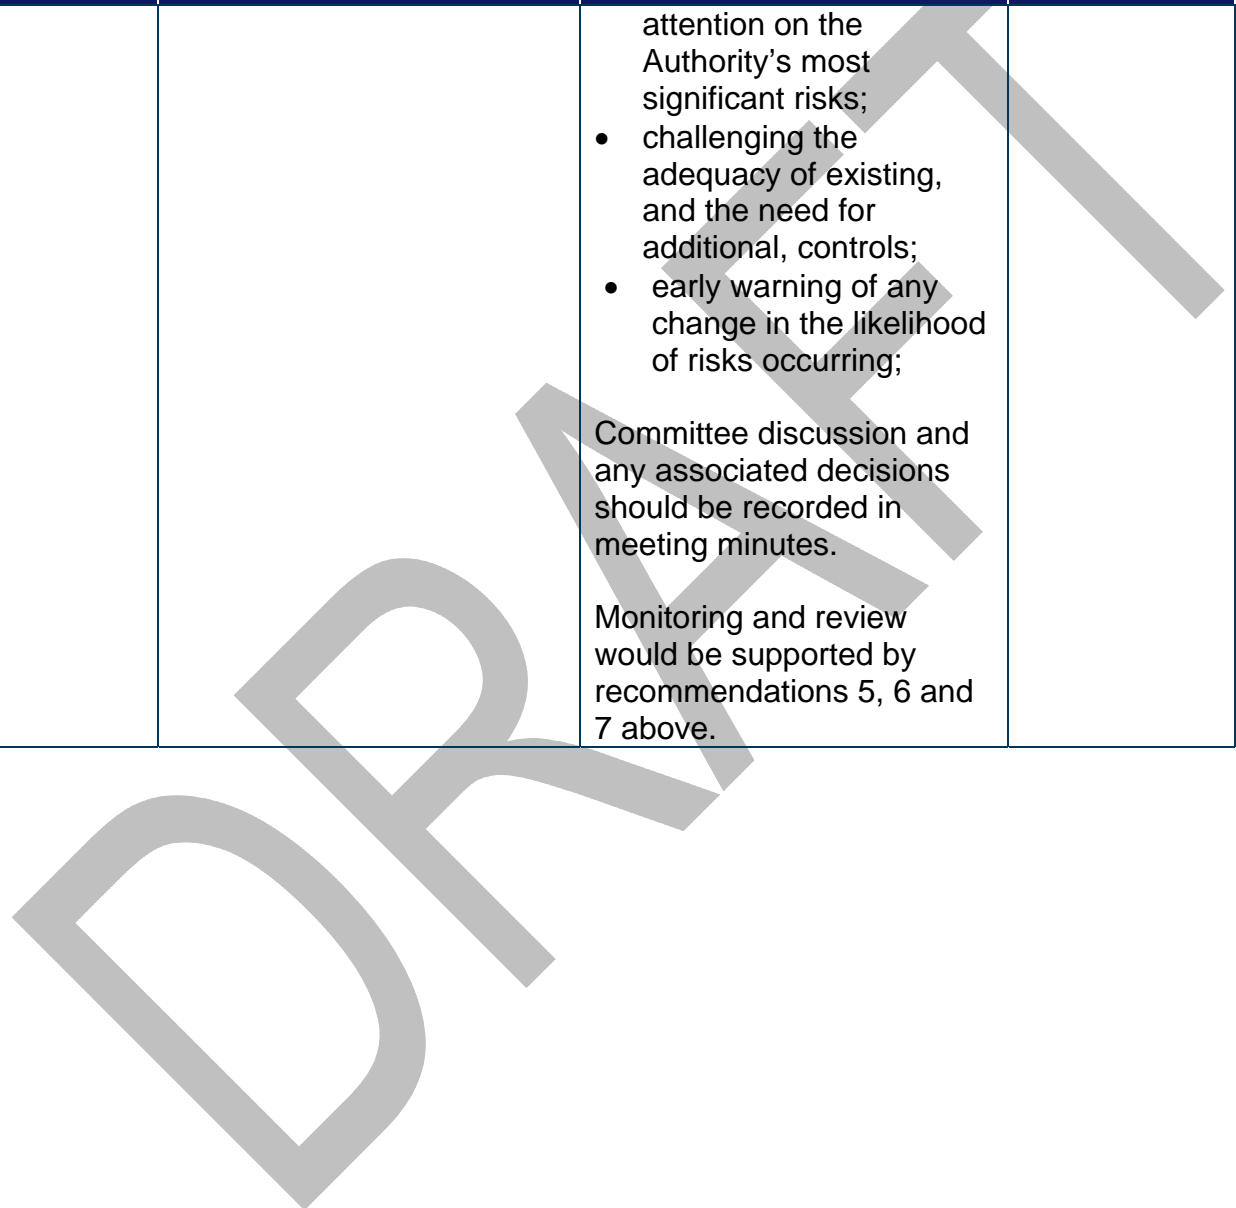 attention on the
Authority’s most
significant risks;
• challenging the
adequacy of existing,
and the need for
additional, controls;
• early warning of any
change in the likelihood
of risks occurring;
Committee discussion and
any associated decisions
should be recorded in
meeting minutes.
Monitoring and review
would be supported by
recommendations 5, 6 and
7 above.
DRAFT